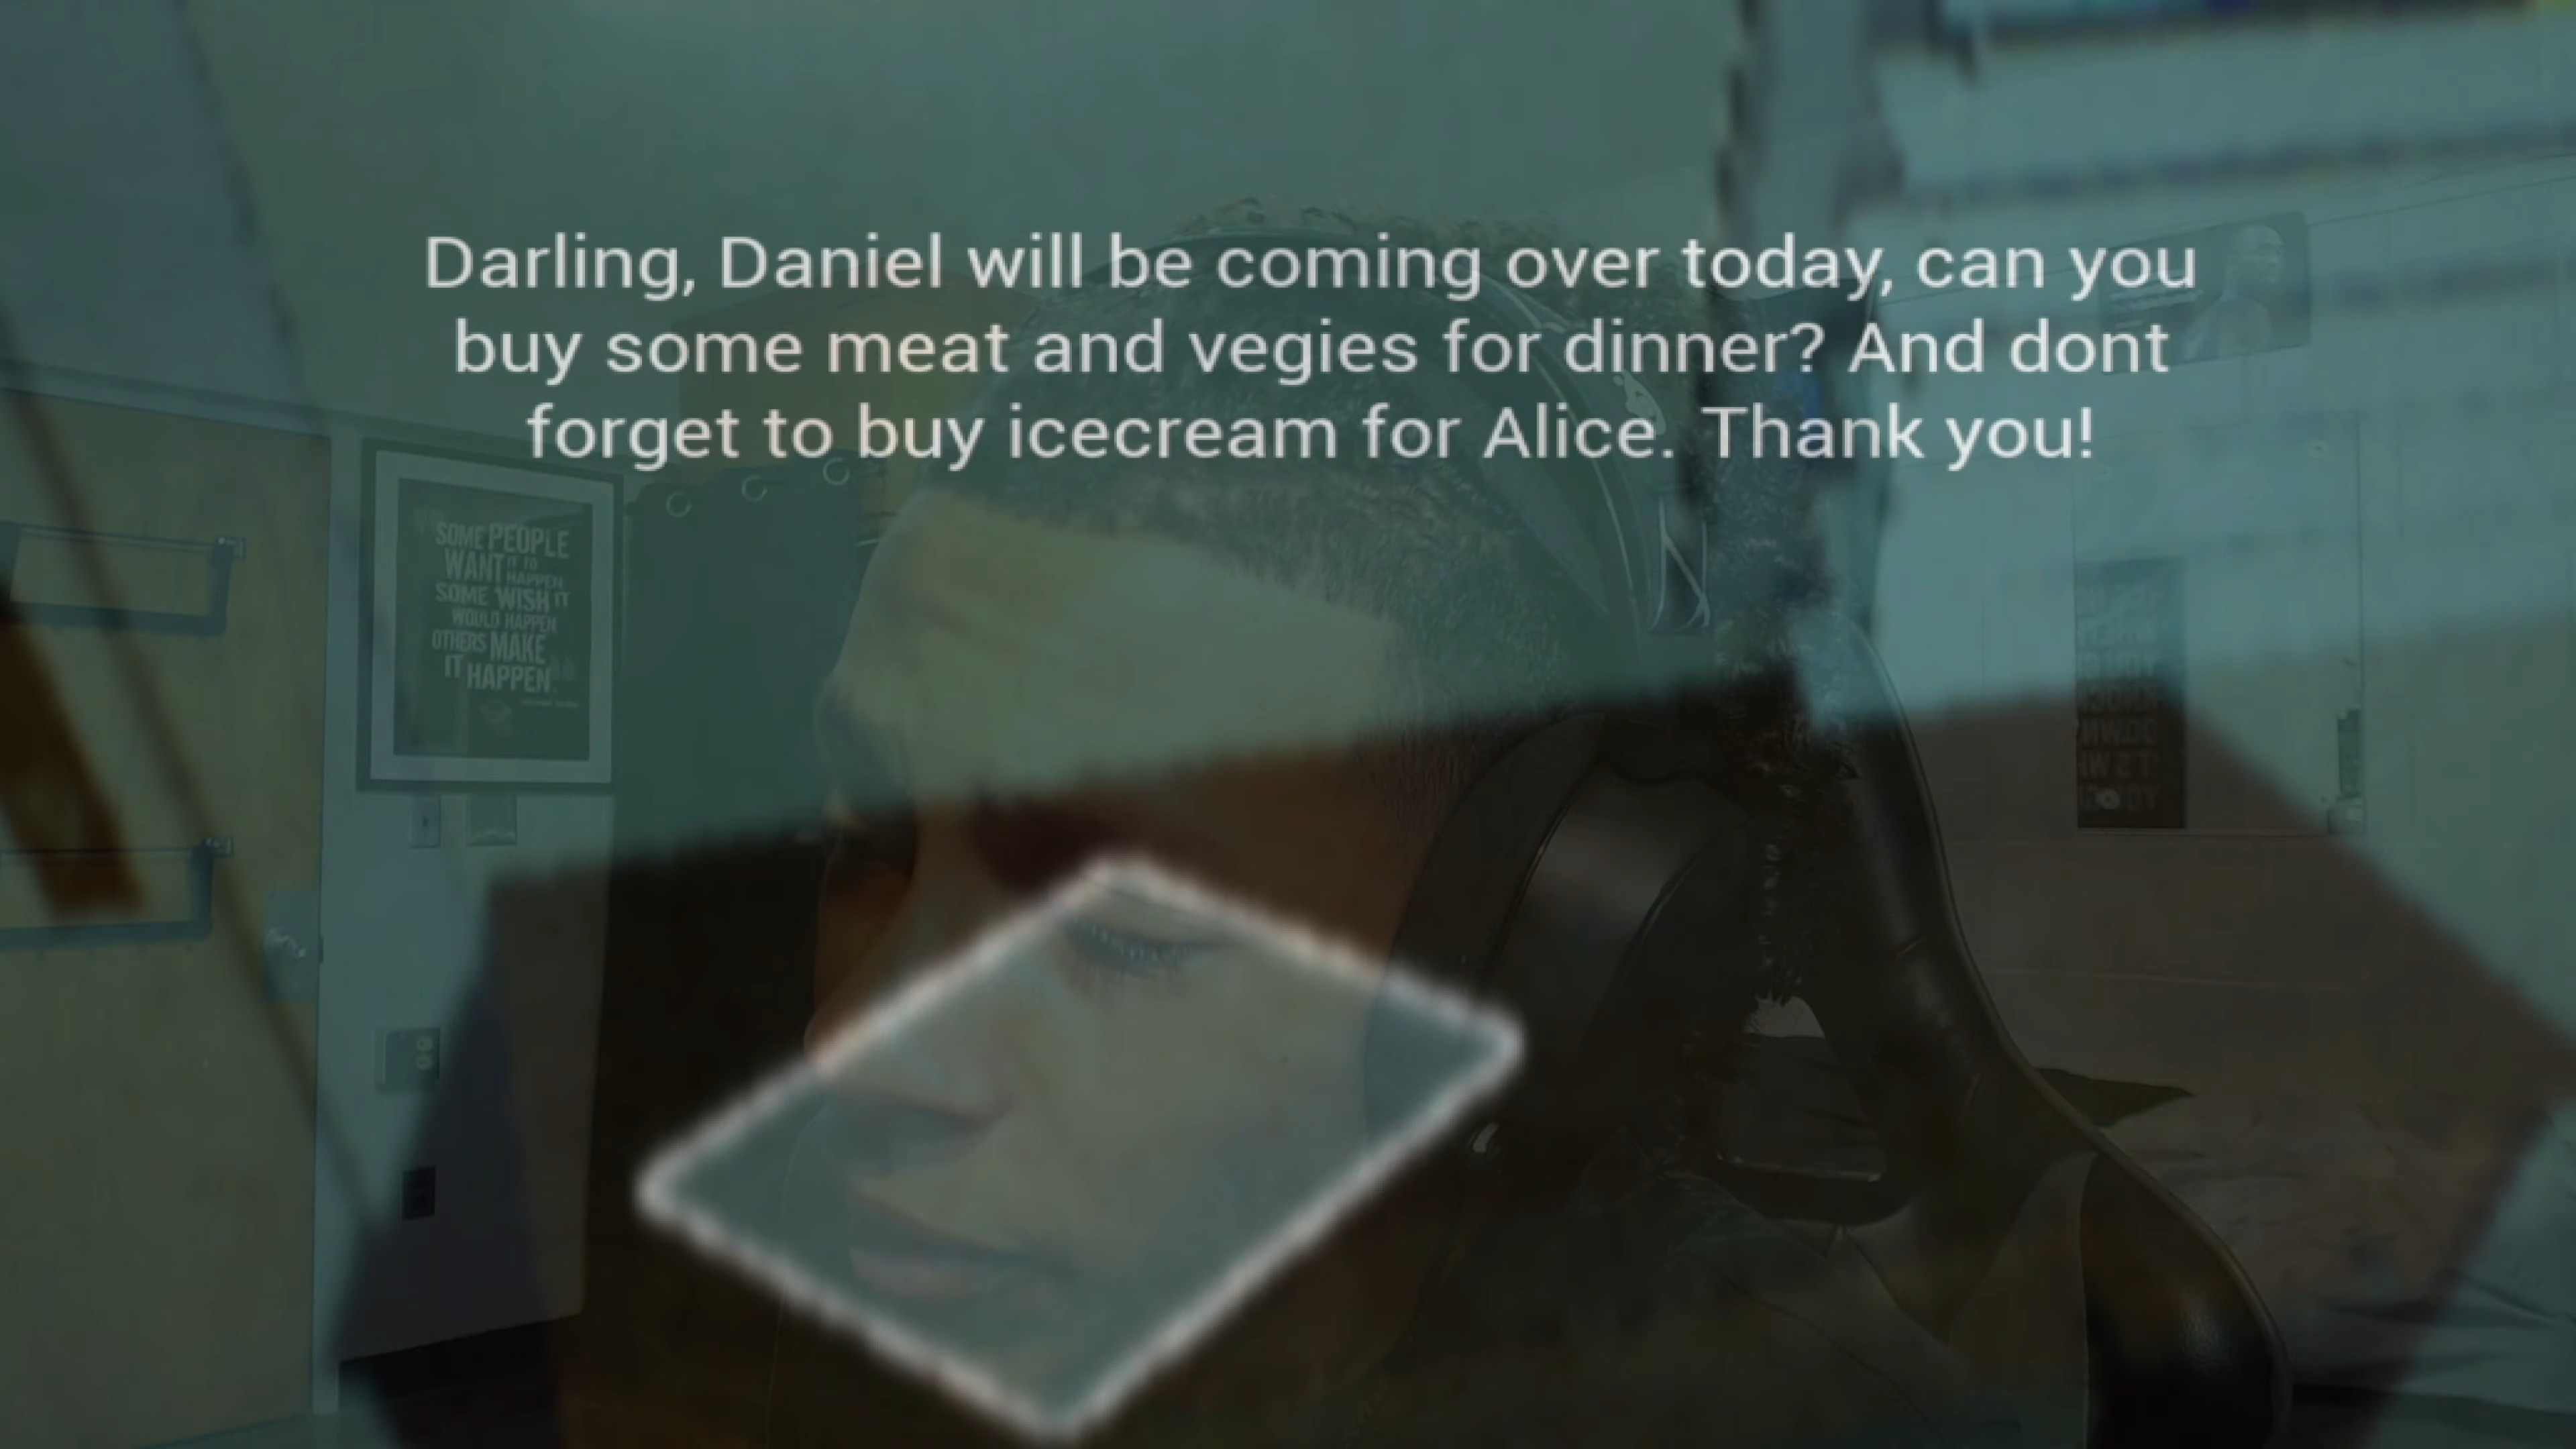 Darling, Daniel will be coming over today, can you
buy some meat and vegies for dinner? And dont
forget to buy icecream for Alice. Thank you!
SOME PEOPLE
WANT IT TO
HAPPEN
SOME WISH IT
WOULD HAPPEN
OTHERS MAKE
IT HAPPEN.